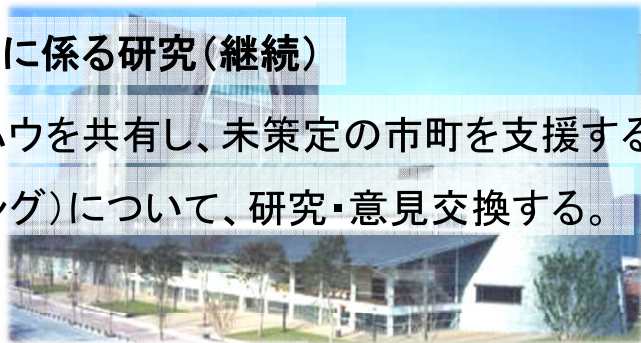 に係る研究（継続）
ハウを共有し、未策定の市町を支援する
ング）について、研究・意見交換する。